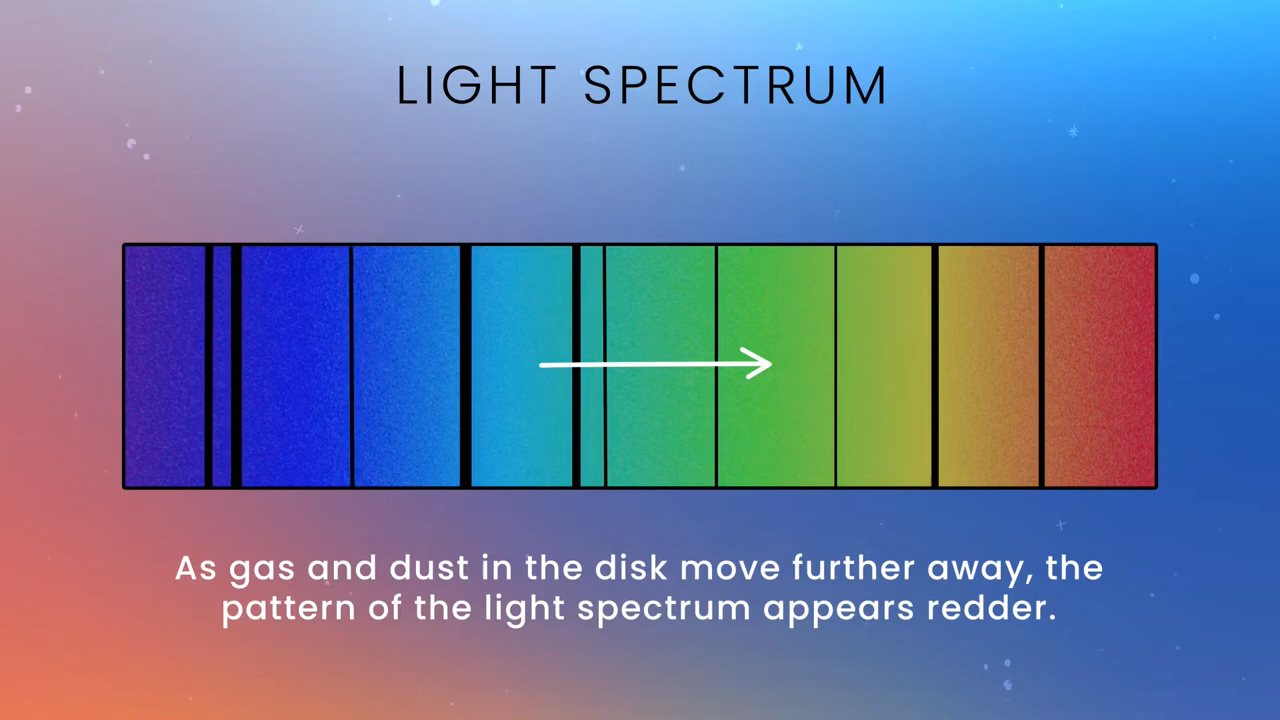 LIGHT SPECTRUM
As gas and dust in the disk move further away, the
pattern of the light spectrum appears redder.